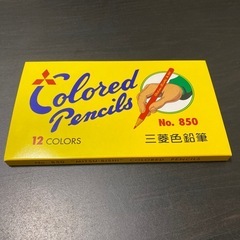 Colored
Pencils
No. 850
12 COLORS
三菱色鉛筆